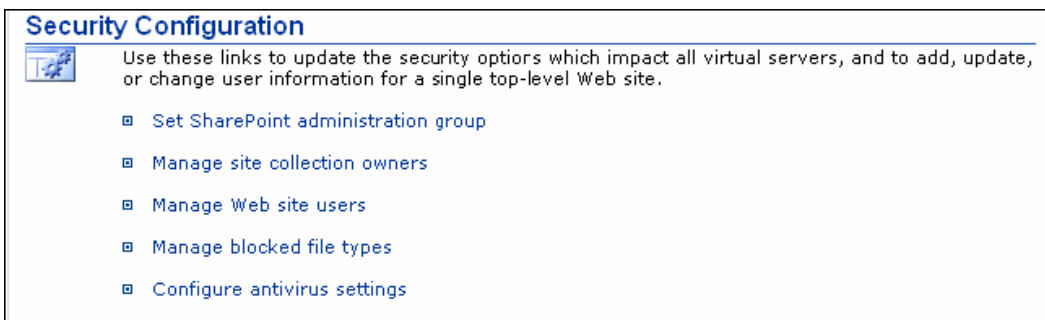 Security Configuration
Use these links to update the security options which impact all virtual servers, and to add, update,
or change user information for a single top-level Web site.
Set SharePoint administration group
Manage site collection owners
Manage Web site users
Manage blocked file types
Configure antivirus settings